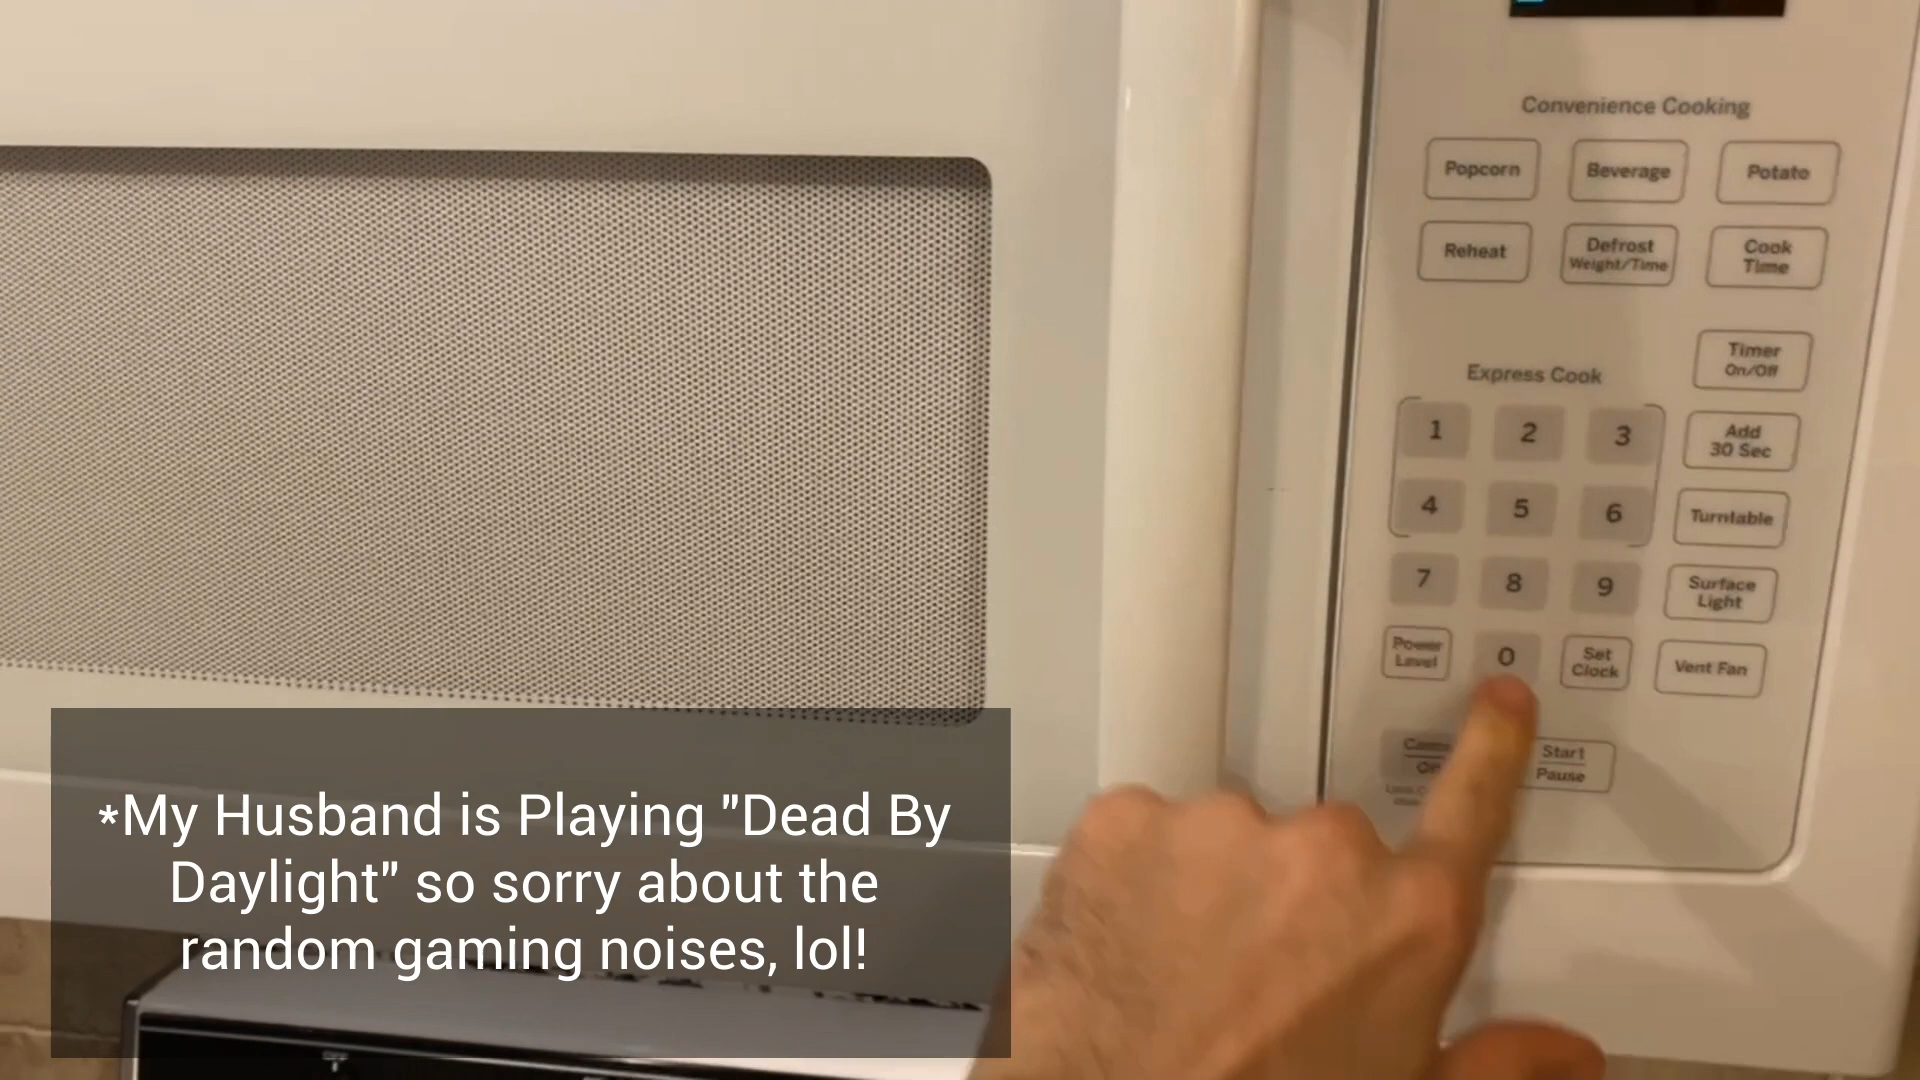 Convenience Cooking
Popcorn
Beverage
Potato
Reheat
Defrost
Weight/Time
Cook
Time
Timer
On/Off
Express Cook
1
2
3
Add
30 Sec
4
5
6
Turntable
7
8
9
Surface
Light
Power
Level
0
Set
Clock
Vent Fan
Start
Pause
*My Husband is Playing "Dead By
Daylight" so sorry about the
random gaming noises, lol!